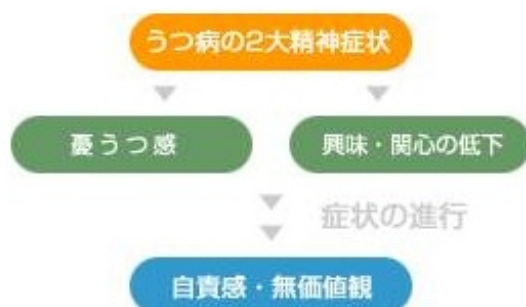 うつ病の2大精神症状
憂うつ感
興味・関心の低下
症状の進行
自責感・無価値観